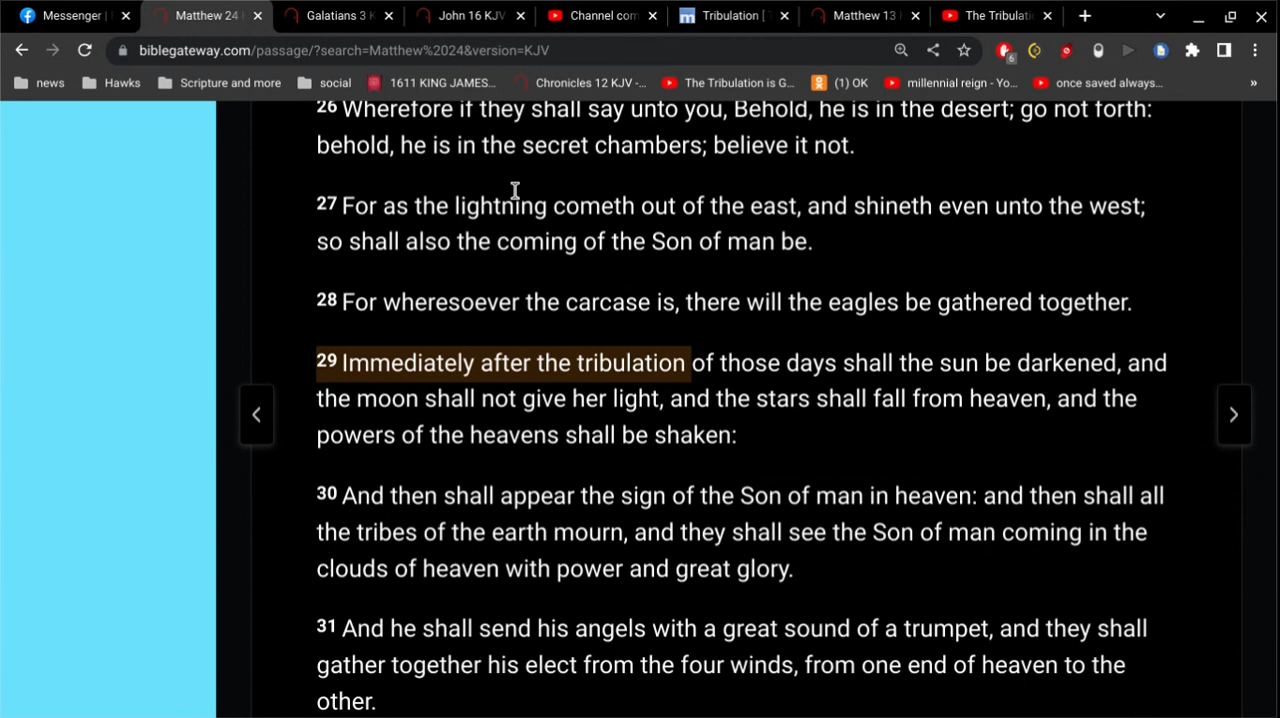 Messenger |
Matthew 24
Galatians 3 K
John 16 KJV
Channel com
Tribulation [ T
Matthew 13
The Tribulati
biblegateway.com/passage/?search=Matthew%2024&version=KJV
6
news
Hawks
Scripture and more
social
1611 KING JAMES...
Chronicles 12 KJV -...
The Tribulation is G...
(1) OK
millennial reign - Yo...
once saved always...
»
26 Wherefore if they shall say unto you, Behold, he is in the desert; go not forth:
behold, he is in the secret chambers; believe it not.
27 For as the lightning cometh out of the east, and shineth even unto the west;
so shall also the coming of the Son of man be.
28 For wheresoever the carcase is, there will the eagles be gathered together.
29 Immediately after the tribulation of those days shall the sun be darkened, and
the moon shall not give her light, and the stars shall fall from heaven, and the
powers of the heavens shall be shaken:
30 And then shall appear the sign of the Son of man in heaven: and then shall all
the tribes of the earth mourn, and they shall see the Son of man coming in the
clouds of heaven with power and great glory.
31 And he shall send his angels with a great sound of a trumpet, and they shall
gather together his elect from the four winds, from one end of heaven to the
other.